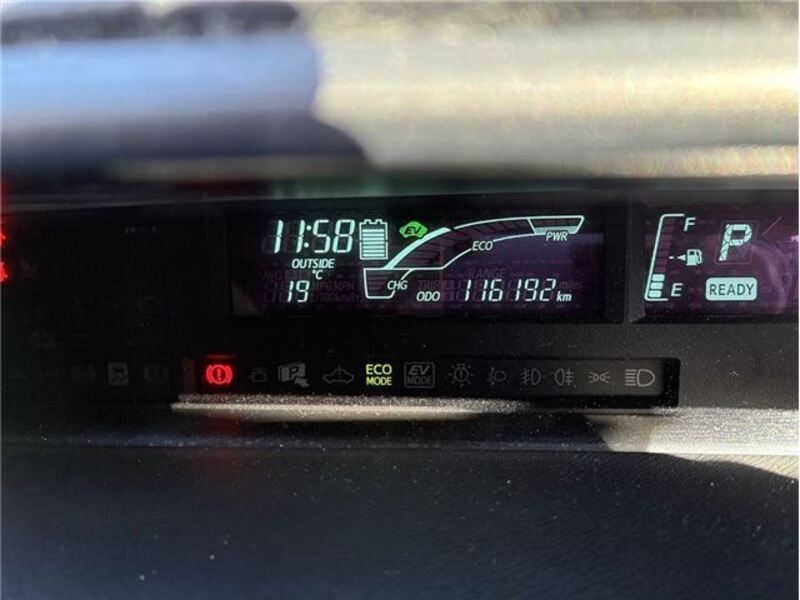 11:58
EV
ECO
PWR
OUTSIDE
°C
19
CHG
RANGE
ODO 116192 km
F
E
P
READY
P
ECO
MODE
EV
MODE